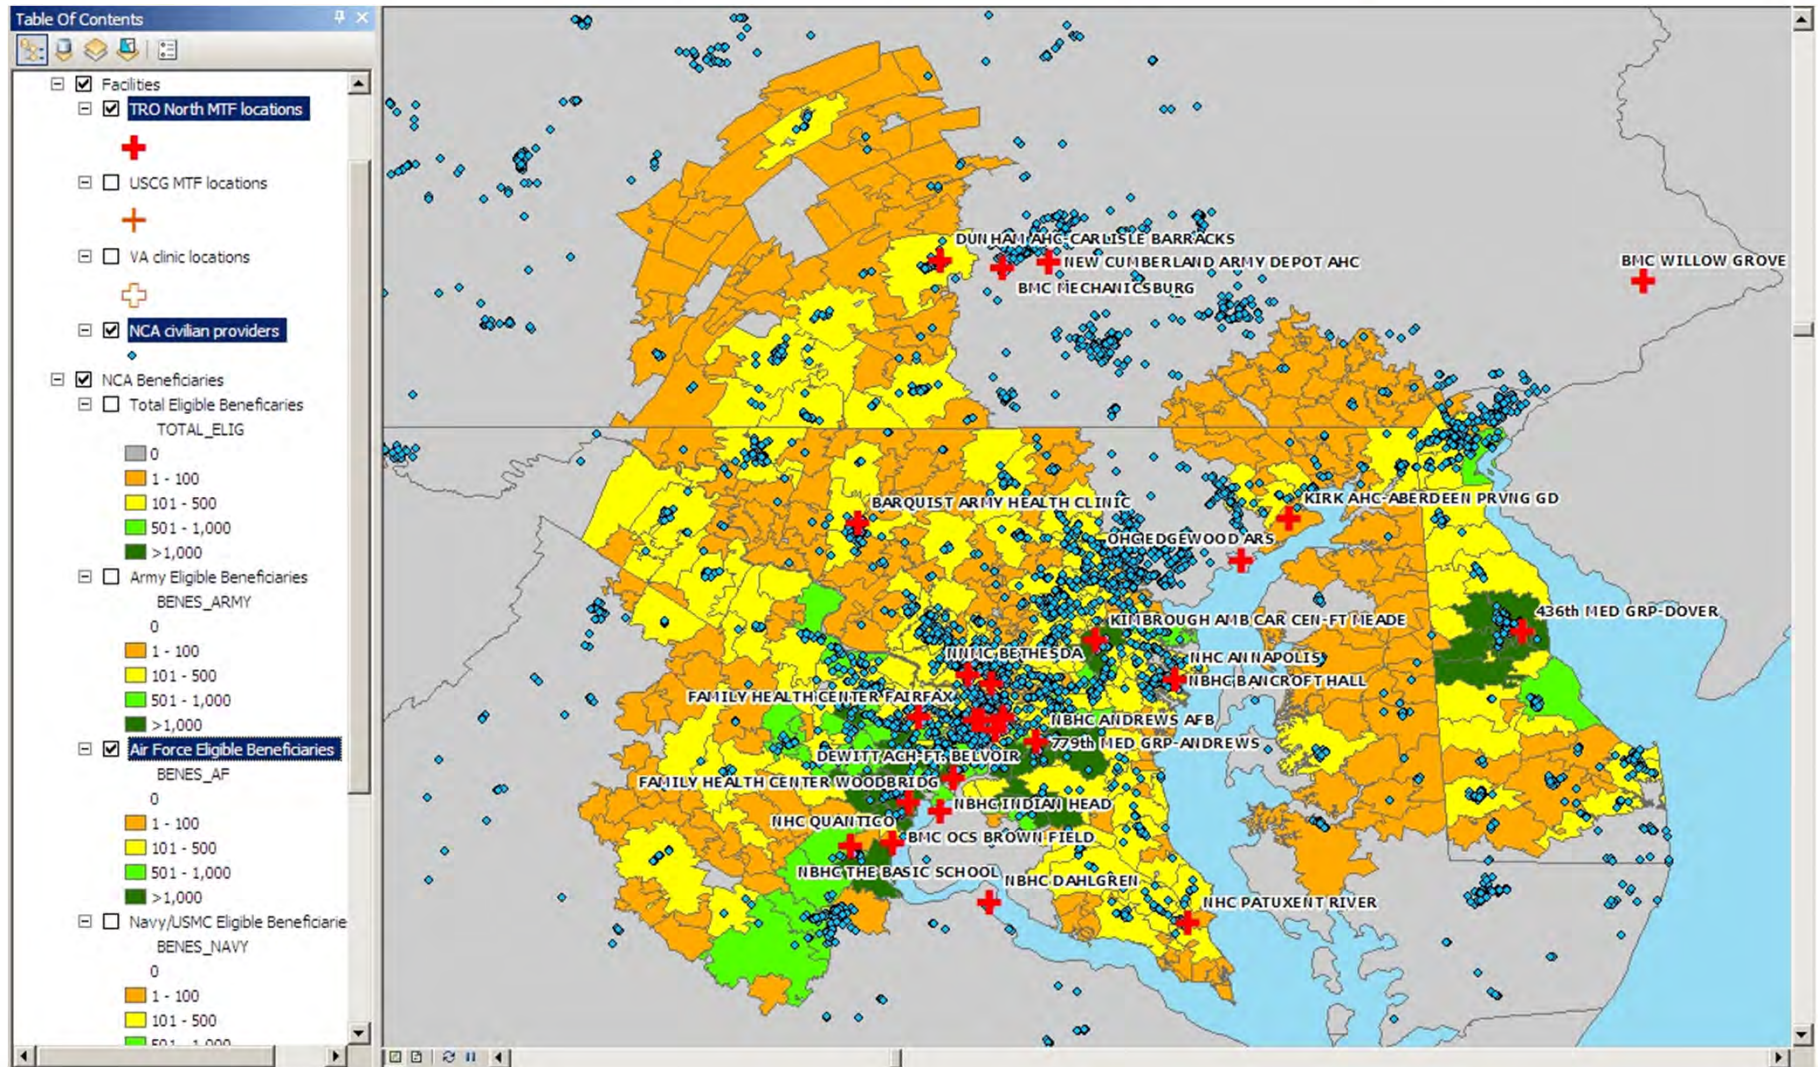 Table Of Contents
Facilities
TRO North MTF locations
USCG MTF locations
VA clinic locations
NCA civilian providers
NCA Beneficiaries
Total Eligible Beneficaries
TOTAL_ELIG
0
1 - 100
101 - 500
501 - 1,000
>1,000
Army Eligible Beneficiaries
BENES_ARMY
0
1 - 100
101 - 500
501 - 1,000
>1,000
Air Force Eligible Beneficiaries
BENES_AF
0
1 - 100
101 - 500
501 - 1,000
>1,000
Navy/USMC Eligible Beneficiarie
BENES_NAVY
0
1 - 100
101 - 500
501 - 1,000
DUNHAM AHC-CARLISLE BARRACKS
NEW CUMBERLAND ARMY DEPOT AHC
BMC WILLOW GROVE
BMC MECHANICSBURG
BARQUIST ARMY HEALTH CLINIC
KIRK AHC-ABERDEEN PRVNG GD
OHC EDGEWOOD ARS
436th MED GRP-DOVER
KIMBROUGH AMB CAR CEN-FT MEADE
NNMC BETHESDA
NHC ANNAPOLIS
NBHC BANCROFT HALL
FAMILY HEALTH CENTER FAIRFAX
NBHC ANDREWS AFB
779th MED GRP-ANDREWS
DEWITT ACH-FT. BELVOIR
FAMILY HEALTH CENTER WOODBRIDG
NBHC INDIAN HEAD
NHC QUANTICO
BMC OCS BROWN FIELD
NBHC THE BASIC SCHOOL
NBHC DAHLGREN
NHC PATUXENT RIVER